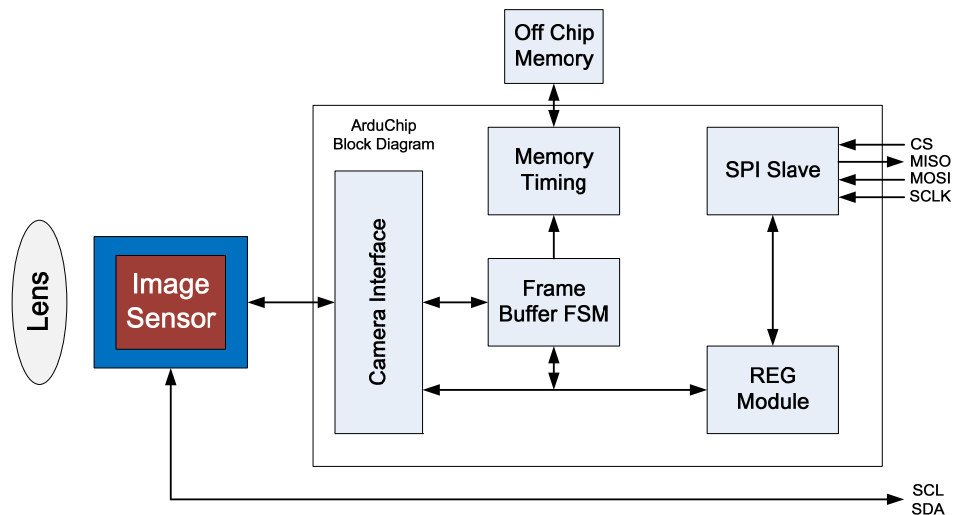 Off Chip
Memory
ArduChip
Block Diagram
Memory
Timing
SPI Slave
CS
MISO
MOSI
SCLK
Lens
Image
Sensor
Camera Interface
Frame
Buffer FSM
REG
Module
SCL
SDA